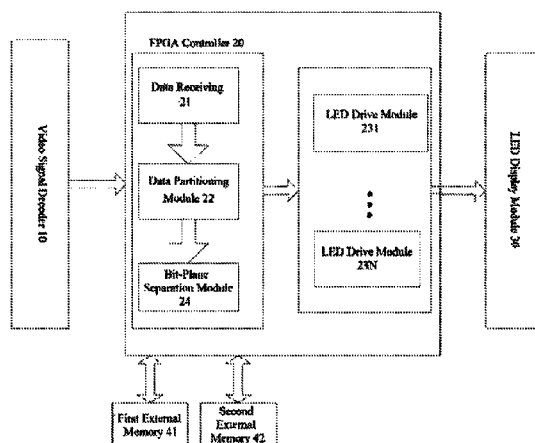 FPGA Controller 20
Video Signal Decoder 10
Data Receiving
21
Data Partitioning
Module 22
Bit-Plane
Separation Module
24
LED Drive Module
231
LED Drive Module
23N
LED Display Module 30
First External
Memory 41
Second
External
Memory 42